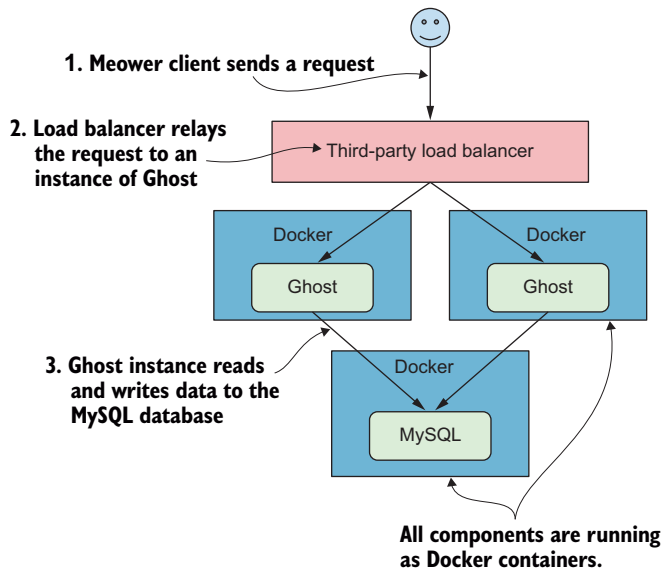 1. Meower client sends a request
2. Load balancer relays
the request to an
instance of Ghost
Third-party load balancer
Docker
Docker
Ghost
Ghost
3. Ghost instance reads
and writes data to the
MySQL database
Docker
MySQL
All components are running
as Docker containers.